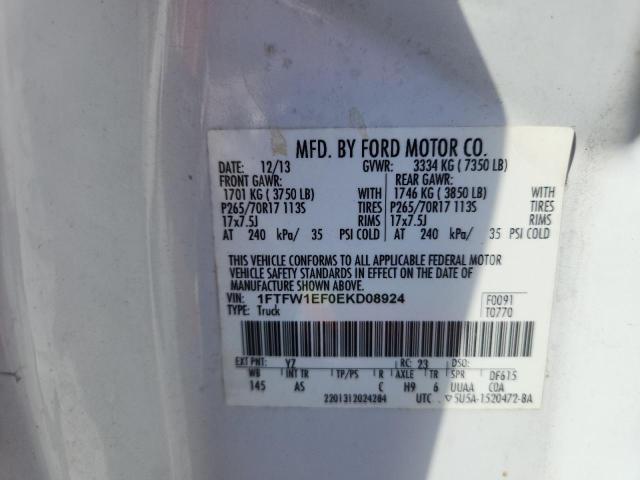 MFD. BY FORD MOTOR CO.
DATE: 12/13 GVWR: 3334 KG ( 7350 LB)
FRONT GAWR: REAR GAWR:
1701 KG ( 3750 LB) WITH 1746 KG ( 3850 LB) WITH
P265/70R17 113S TIRES P265/70R17 113S TIRES
17x7.5J RIMS 17x7.5J RIMS
AT 240 kPa/ 35 PSI COLD AT 240 kPa/ 35 PSI COLD
THIS VEHICLE CONFORMS TO ALL APPLICABLE FEDERAL MOTOR
VEHICLE SAFETY STANDARDS IN EFFECT ON THE DATE OF MANUFACTURE
SHOWN ABOVE.
VIN: 1FTFW1EF0EKD08924 F0091
TYPE: Truck T0770
EXT PNT: YZ RC: 23 DSO:
WB INT TR TP/PS R AXLE TR SPR DF615
145 AS C H9 6 UUAA COA
2201312024284 UTC ▽5U5A-1520472-8A